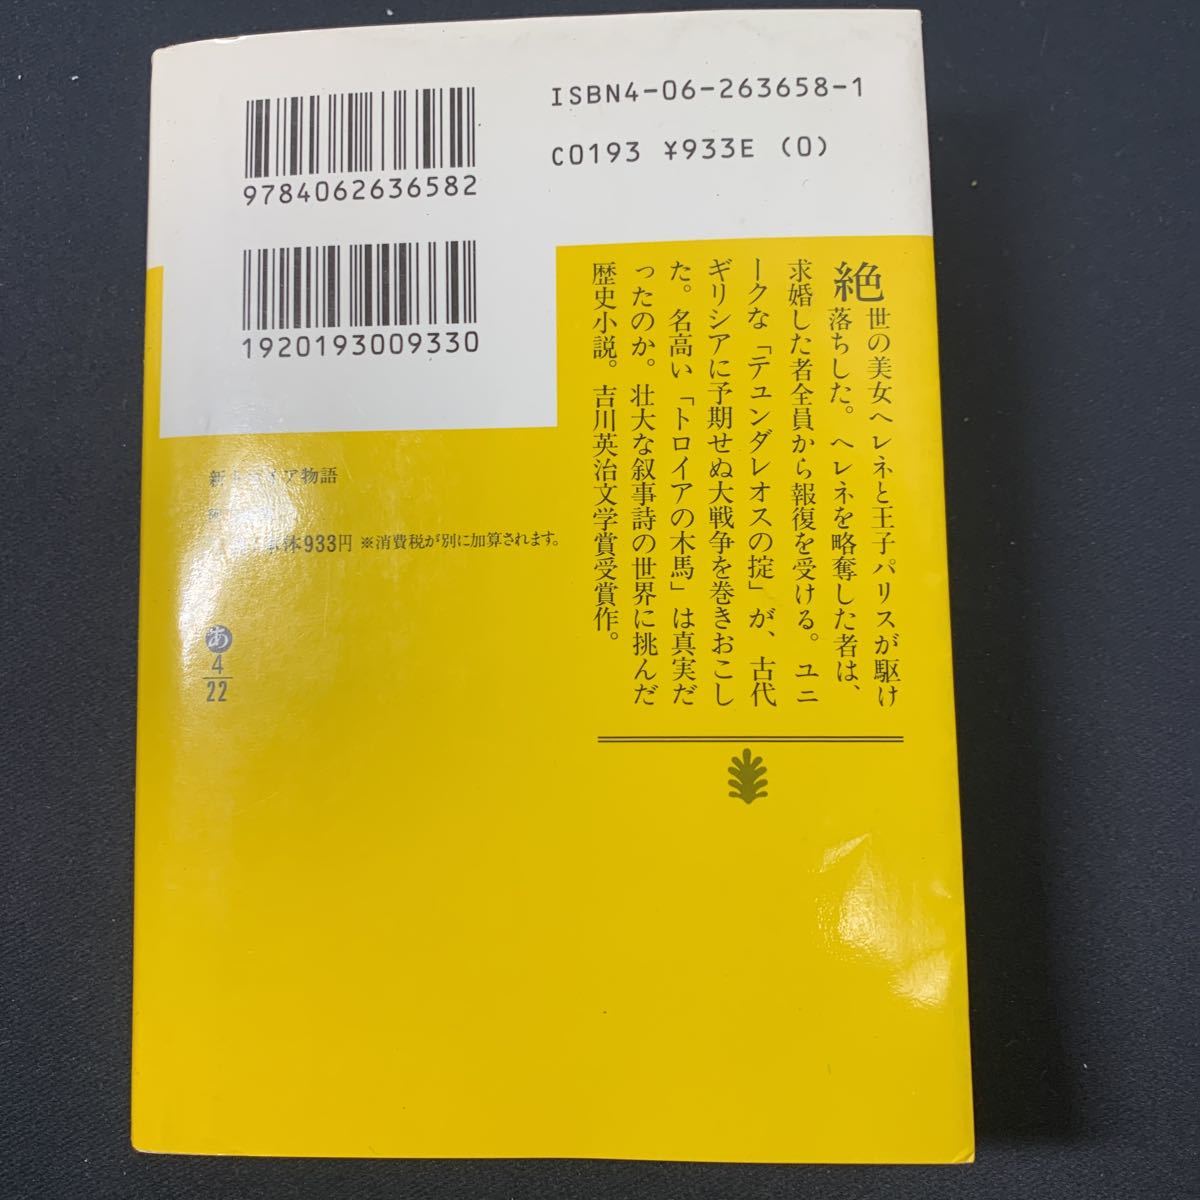 ISBN4-06-263658-1
C0193 ¥933E (0)
9784062636582
1920193009330
絶世の美女ヘレネと王子パリスが駆け
落ちした。ヘレネを略奪した者は、
求婚した者全員から報復を受ける。ユニ
ークな「テュンダレオスの掟」が、古代
ギリシアに予期せぬ大戦争を巻きおこし
た。名高い「トロイアの木馬」は真実だ
ったのか。壮大な叙事詩の世界に挑んだ
歴史小説。吉川英治文学賞受賞作。
新トロイア物語
本体933円 ※消費税が別に加算されます。
あ
4
22